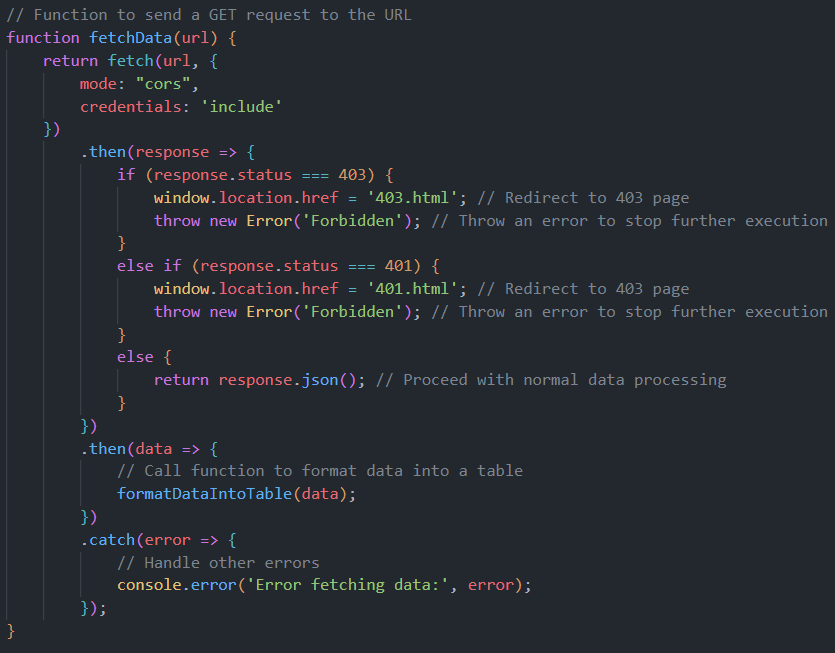 // Function to send a GET request to the URL
function fetchData(url) {
    return fetch(url, {
        mode: "cors",
        credentials: 'include'
    })
        .then(response => {
            if (response.status === 403) {
                window.location.href = '403.html'; // Redirect to 403 page
                throw new Error('Forbidden'); // Throw an error to stop further execution
            }
            else if (response.status === 401) {
                window.location.href = '401.html'; // Redirect to 403 page
                throw new Error('Forbidden'); // Throw an error to stop further execution
            }
            else {
                return response.json(); // Proceed with normal data processing
            }
        })
        .then(data => {
            // Call function to format data into a table
            formatDataIntoTable(data);
        })
        .catch(error => {
            // Handle other errors
            console.error('Error fetching data:', error);
        });
}